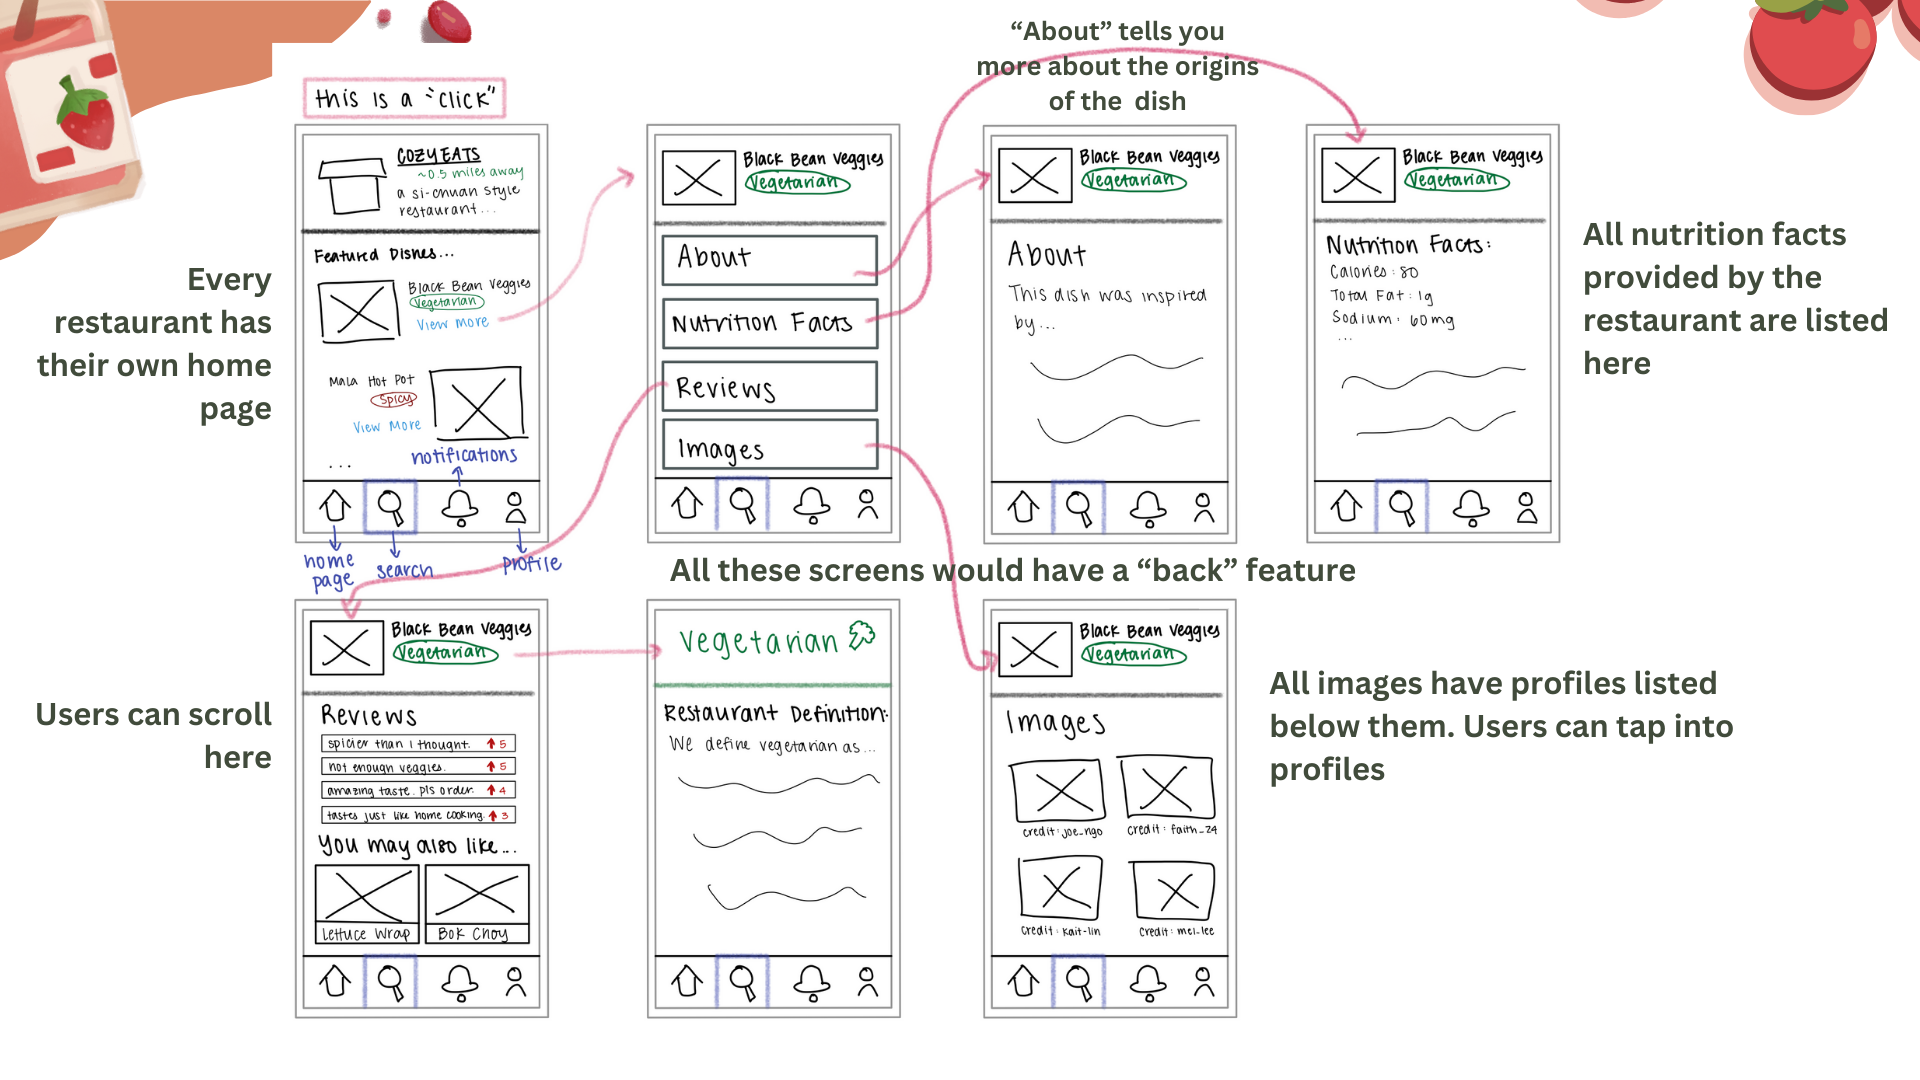 “About” tells you
more about the origins
of the dish
this is a "click"
COZY EATS
~0.5 miles away
a si-chuan style
restaurant...
Featured Dishes...
Black Bean Veggies
Vegetarian
View more
Mala Hot Pot
Spicy
View More
...
notifications
home
page
search
profile
Every
restaurant has
their own home
page
Black Bean Veggies
Vegetarian
About
Nutrition Facts
Reviews
Images
Black Bean Veggies
Vegetarian
About
This dish was inspired
by...
Black Bean Veggies
Vegetarian
Nutrition Facts:
Calories: 80
Total Fat: 1g
Sodium: 60mg
...
All nutrition facts
provided by the
restaurant are listed
here
All these screens would have a “back” feature
Users can scroll
here
Black Bean Veggies
Vegetarian
Reviews
spicier than I thought. 5
not enough veggies. 5
amazing taste. pls order. 4
tastes just like home cooking. 3
You may also like...
Lettuce Wrap
Bok Choy
Vegetarian
Restaurant Definition:
We define vegetarian as...
Black Bean Veggies
Vegetarian
Images
credit: joe_ngo
credit: faith_24
credit: kait-lin
credit: mei-lee
All images have profiles listed
below them. Users can tap into
profiles